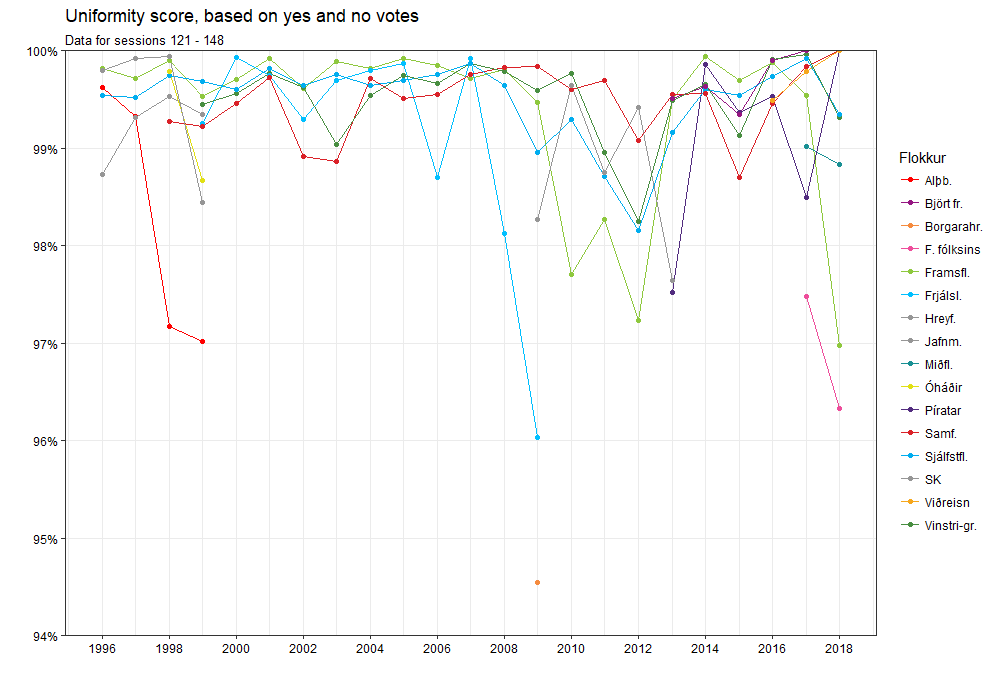 Uniformity score, based on yes and no votes
Data for sessions 121 - 148
100%
99%
98%
97%
96%
95%
94%
1996 1998 2000 2002 2004 2006 2008 2010 2012 2014 2016 2018
Flokkur
Alþb.
Björt fr.
Borgarahr.
F. fólksins
Framsfl.
Frjálsl.
Hreyf.
Jafnm.
Miðfl.
Óháðir
Píratar
Samf.
Sjálfstfl.
SK
Viðreisn
Vinstri-gr.